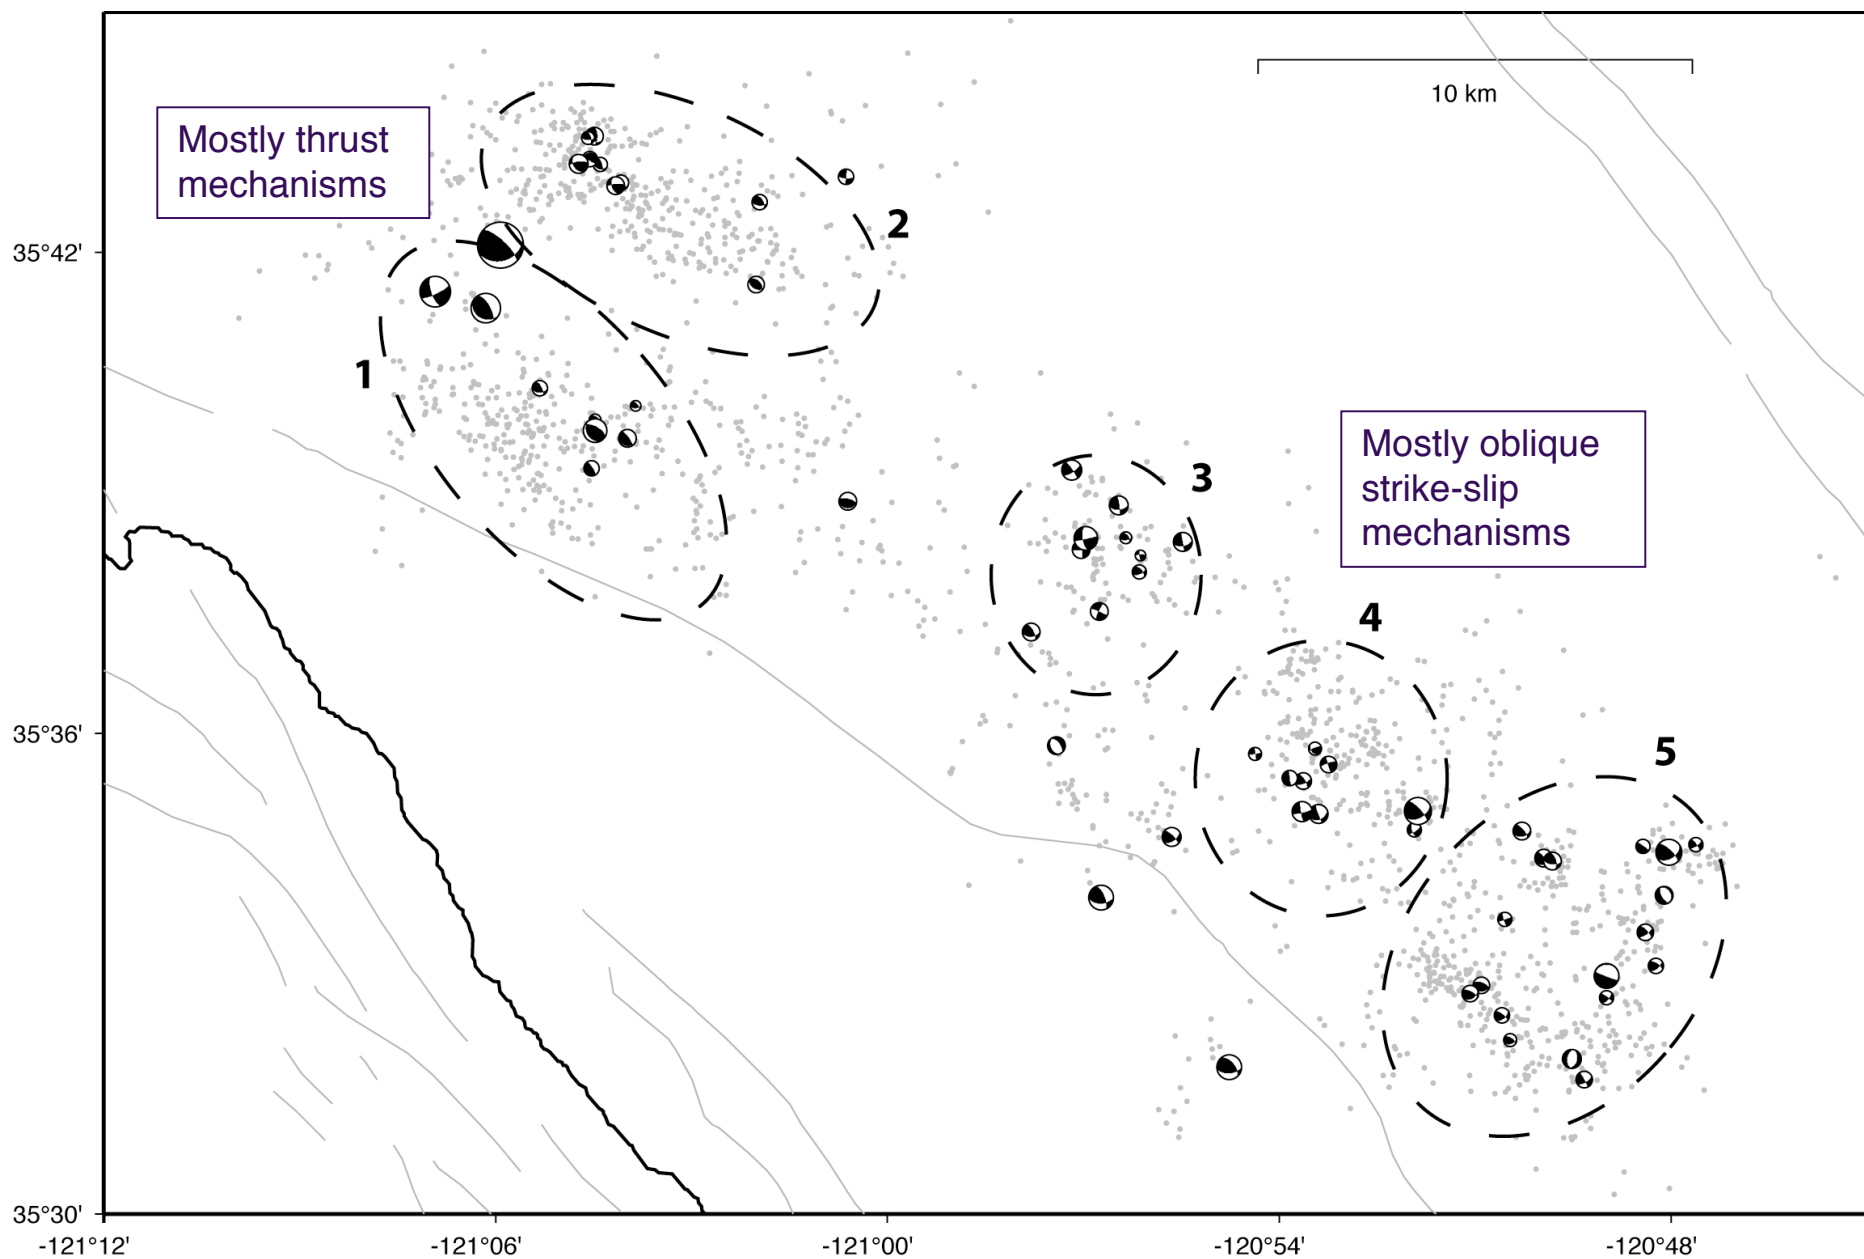 10 km
Mostly thrust
mechanisms
2
35°42'
1
Mostly oblique
strike-slip
mechanisms
3
4
35°36'
5
35°30'
-121°12'
-121°06'
-121°00'
-120°54'
-120°48'